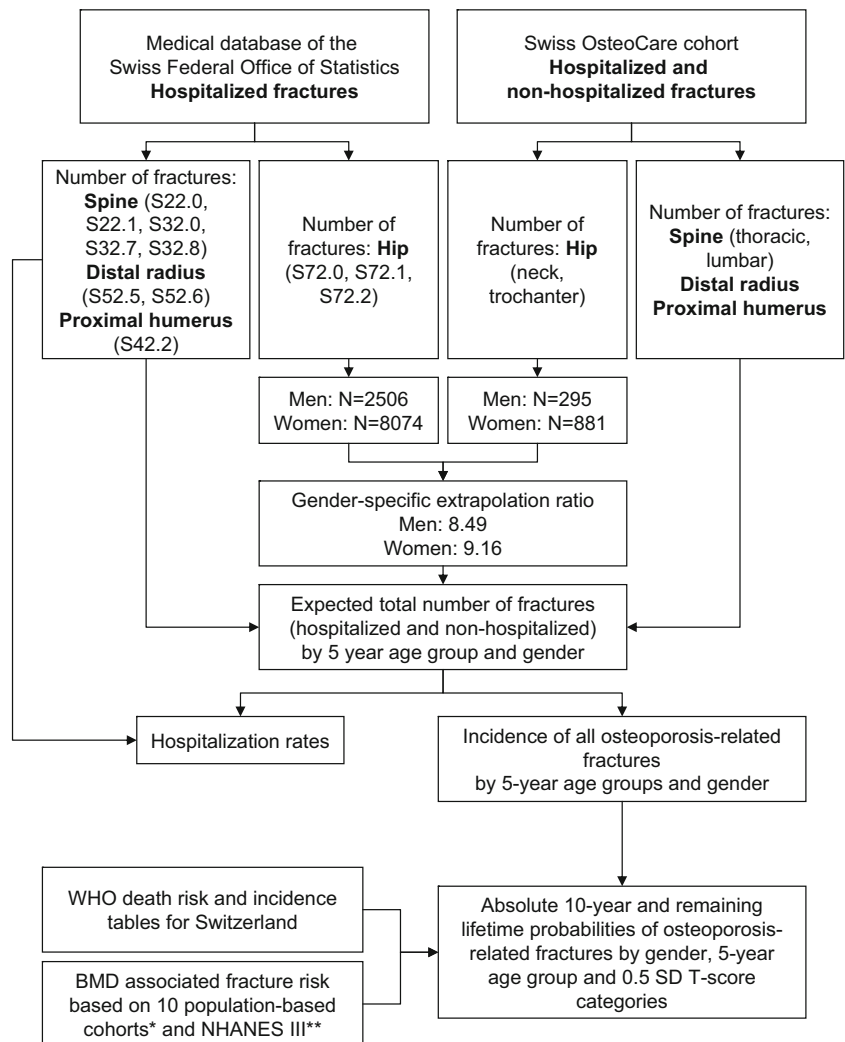 Medical database of the
Swiss Federal Office of Statistics
Hospitalized fractures
Swiss OsteoCare cohort
Hospitalized and
non-hospitalized fractures
Number of fractures:
Spine (S22.0,
S22.1, S32.0,
S32.7, S32.8)
Distal radius
(S52.5, S52.6)
Proximal humerus
(S42.2)
Number of
fractures: Hip
(S72.0, S72.1,
S72.2)
Number of
fractures: Hip
(neck,
trochanter)
Number of fractures:
Spine (thoracic,
lumbar)
Distal radius
Proximal humerus
Men: N=2506
Women: N=8074
Men: N=295
Women: N=881
Gender-specific extrapolation ratio
Men: 8.49
Women: 9.16
Expected total number of fractures
(hospitalized and non-hospitalized)
by 5 year age group and gender
Hospitalization rates
Incidence of all osteoporosis-related
fractures
by 5-year age groups and gender
WHO death risk and incidence
tables for Switzerland
BMD associated fracture risk
based on 10 population-based
cohorts* and NHANES III**
Absolute 10-year and remaining
lifetime probabilities of osteoporosis-
related fractures by gender, 5-year
age group and 0.5 SD T-score
categories